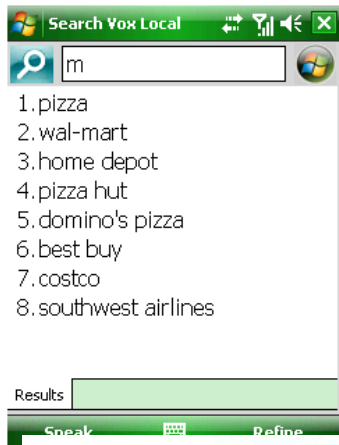 Search Vox Local
m
1.pizza
2.wal-mart
3.home depot
4.pizza hut
5.domino's pizza
6.best buy
7.costco
8.southwest airlines
Results
Speak Refine